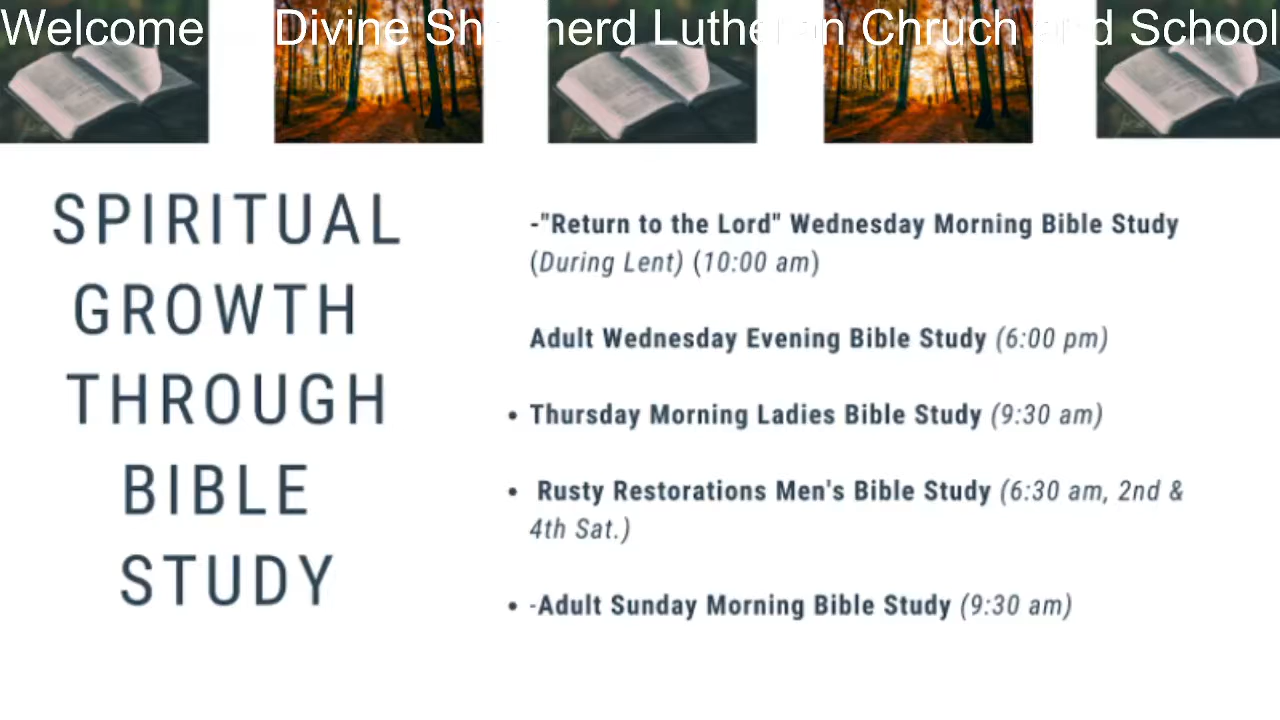 Welcome Divine Shepherd Lutheran Chruch and School
SPIRITUAL
GROWTH
THROUGH
BIBLE
STUDY
-"Return to the Lord" Wednesday Morning Bible Study
(During Lent) (10:00 am)
Adult Wednesday Evening Bible Study (6:00 pm)
• Thursday Morning Ladies Bible Study (9:30 am)
• Rusty Restorations Men's Bible Study (6:30 am, 2nd &
4th Sat.)
• -Adult Sunday Morning Bible Study (9:30 am)